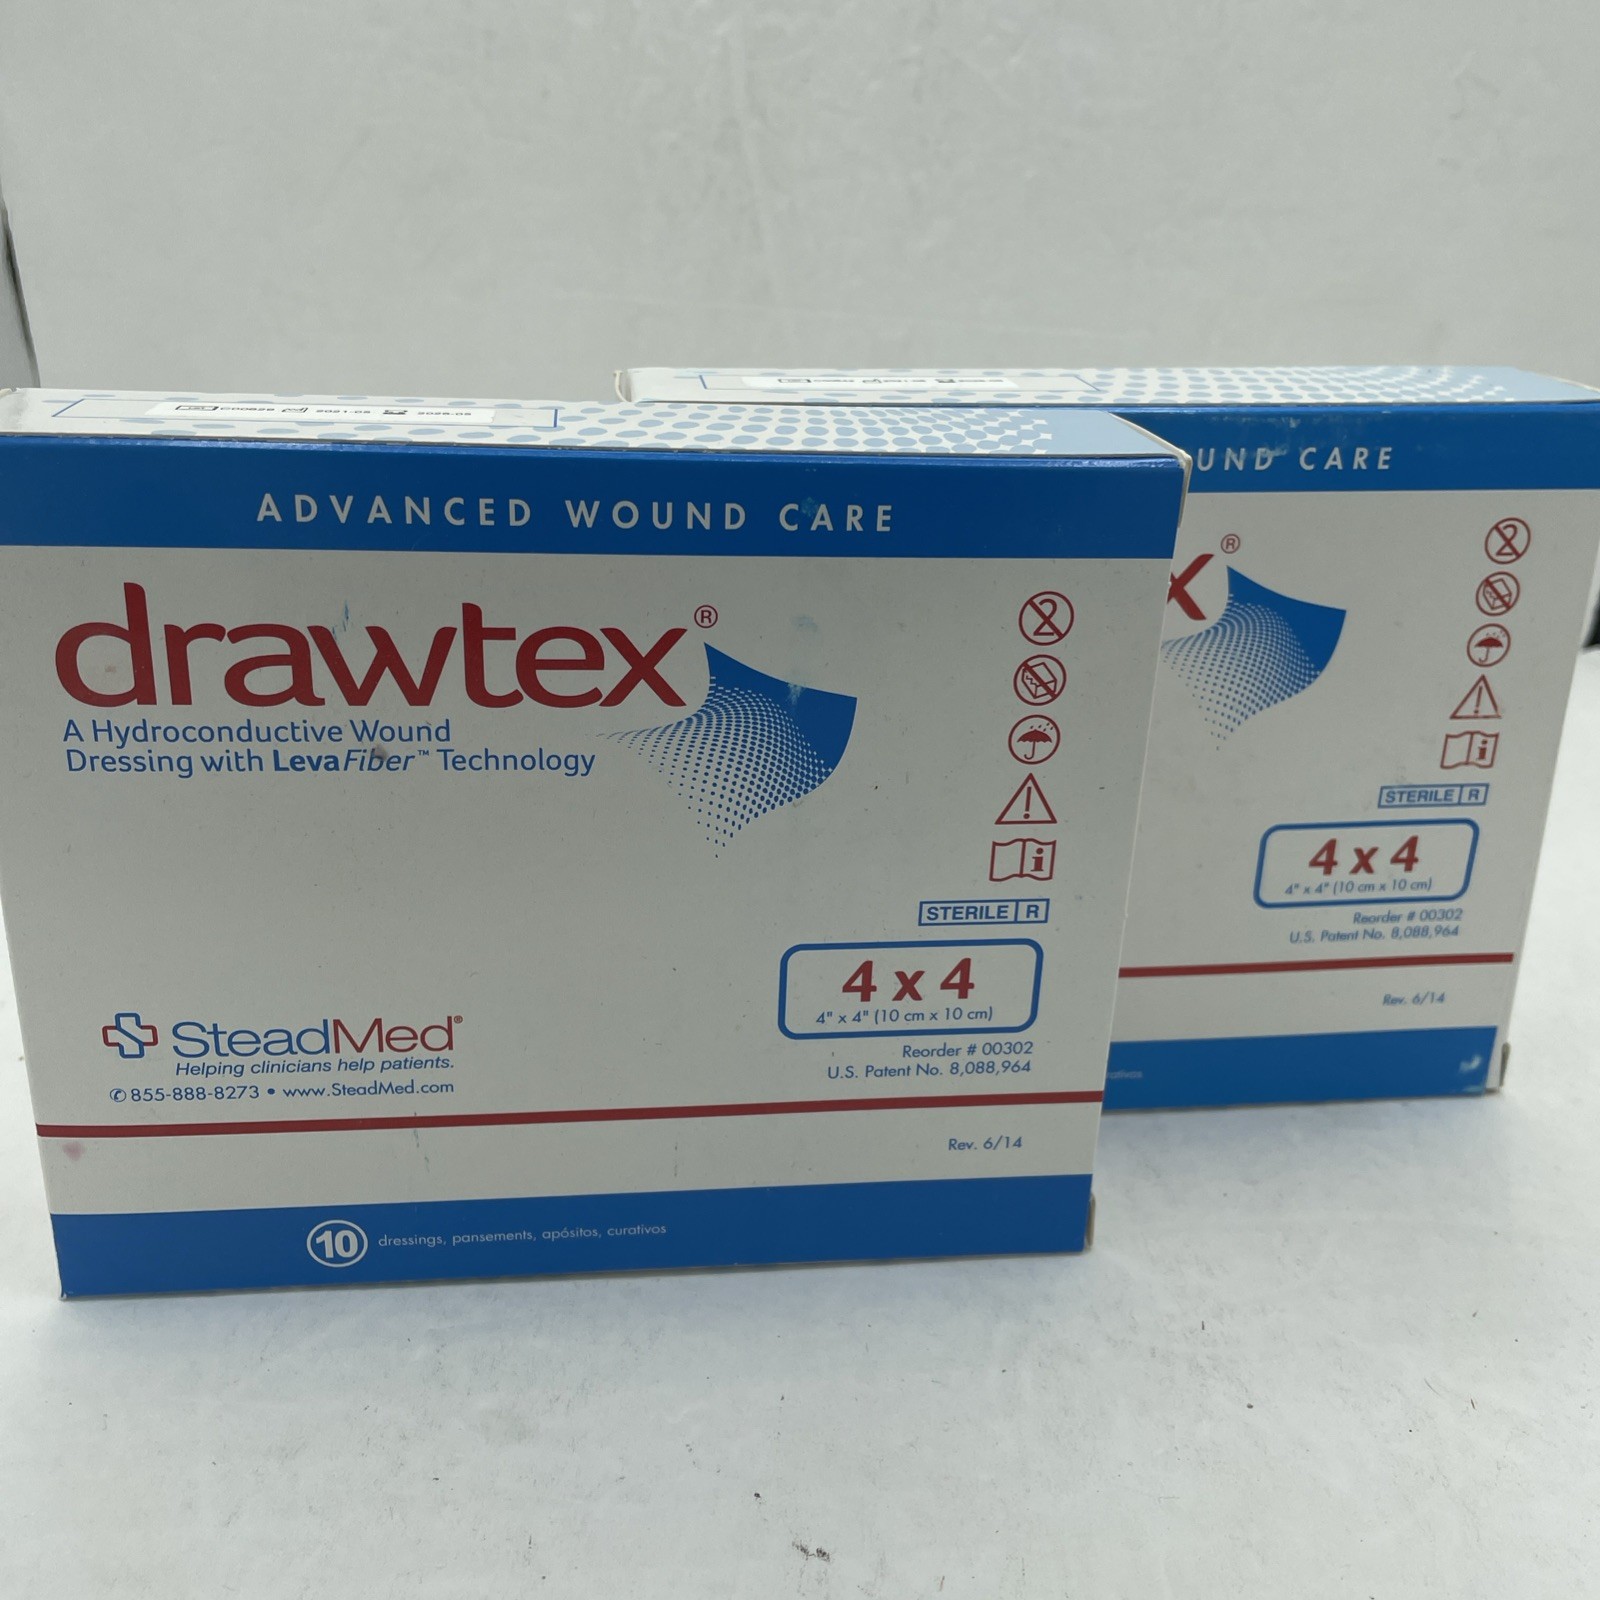 ADVANCED WOUND CARE
drawtex®
A Hydroconductive Wound
Dressing with LevaFiber™ Technology
2
i
STERILE R
4 x 4
4" x 4" (10 cm x 10 cm)
Reorder # 00302
U.S. Patent No. 8,088,964
SteadMed®
Helping clinicians help patients.
✆ 855-888-8273 • www.SteadMed.com
Rev. 6/14
10 dressings, pansements, apósitos, curativos
UND CARE
x®
2
i
STERILE R
4 x 4
4" x 4" (10 cm x 10 cm)
Reorder # 00302
U.S. Patent No. 8,088,964
Rev. 6/14